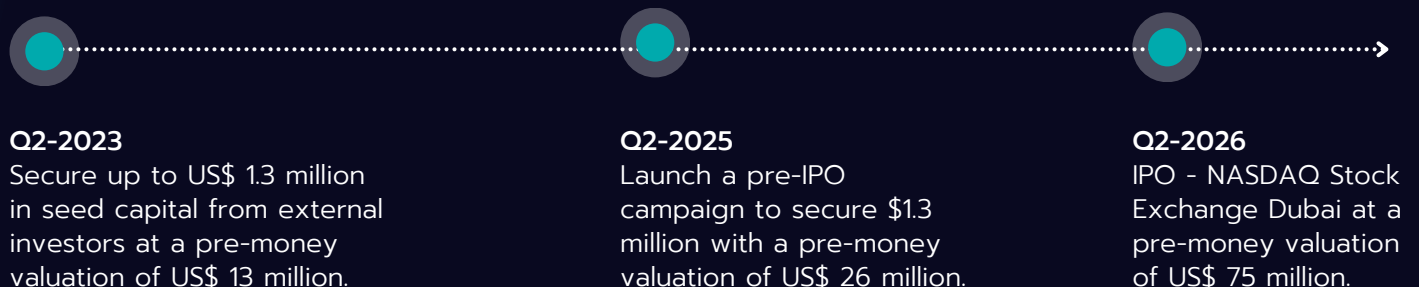 Q2-2023
Secure up to US$ 1.3 million
in seed capital from external
investors at a pre-money
valuation of US$ 13 million.
Q2-2025
Launch a pre-IPO
campaign to secure $1.3
million with a pre-money
valuation of US$ 26 million.
Q2-2026
IPO - NASDAQ Stock
Exchange Dubai at a
pre-money valuation
of US$ 75 million.